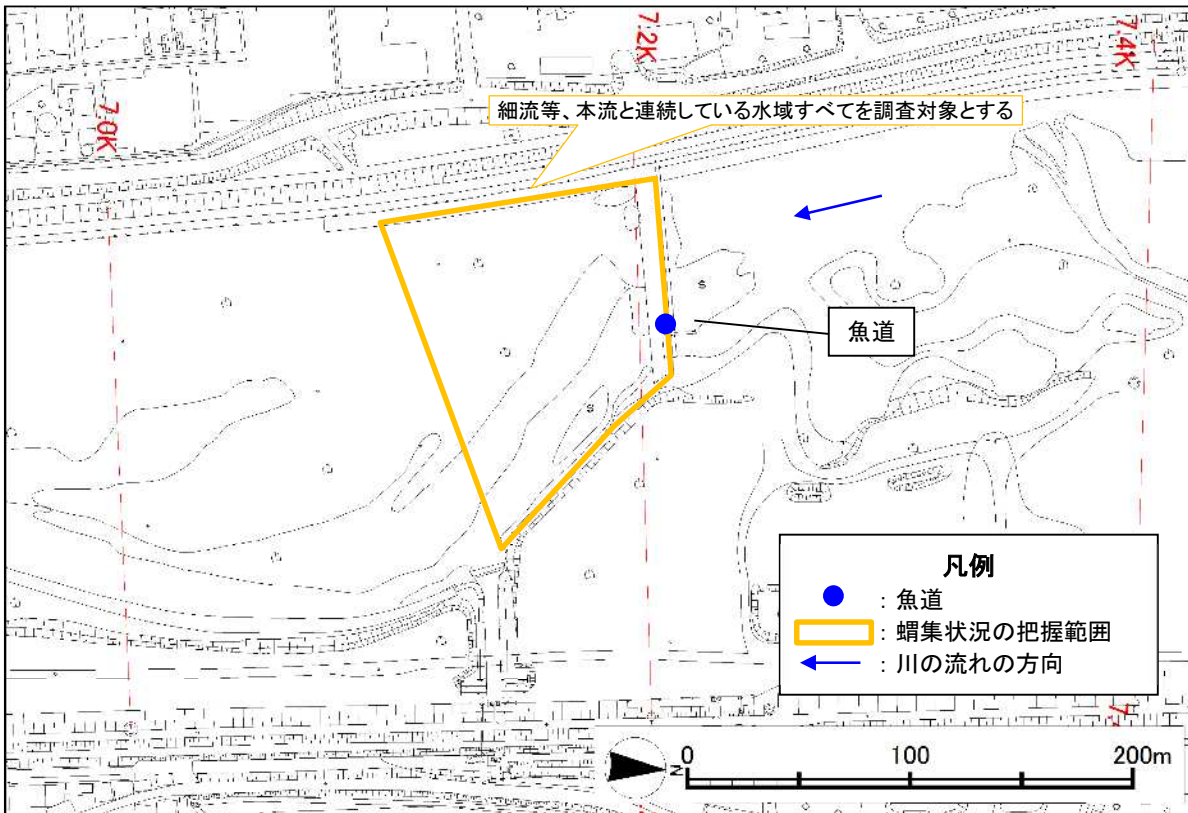 7.0K
7.2K
7.4K
細流等、本流と連続している水域すべてを調査対象とする
魚道
凡例
：魚道
：蝟集状況の把握範囲
：川の流れの方向
7.
N
0 100 200m